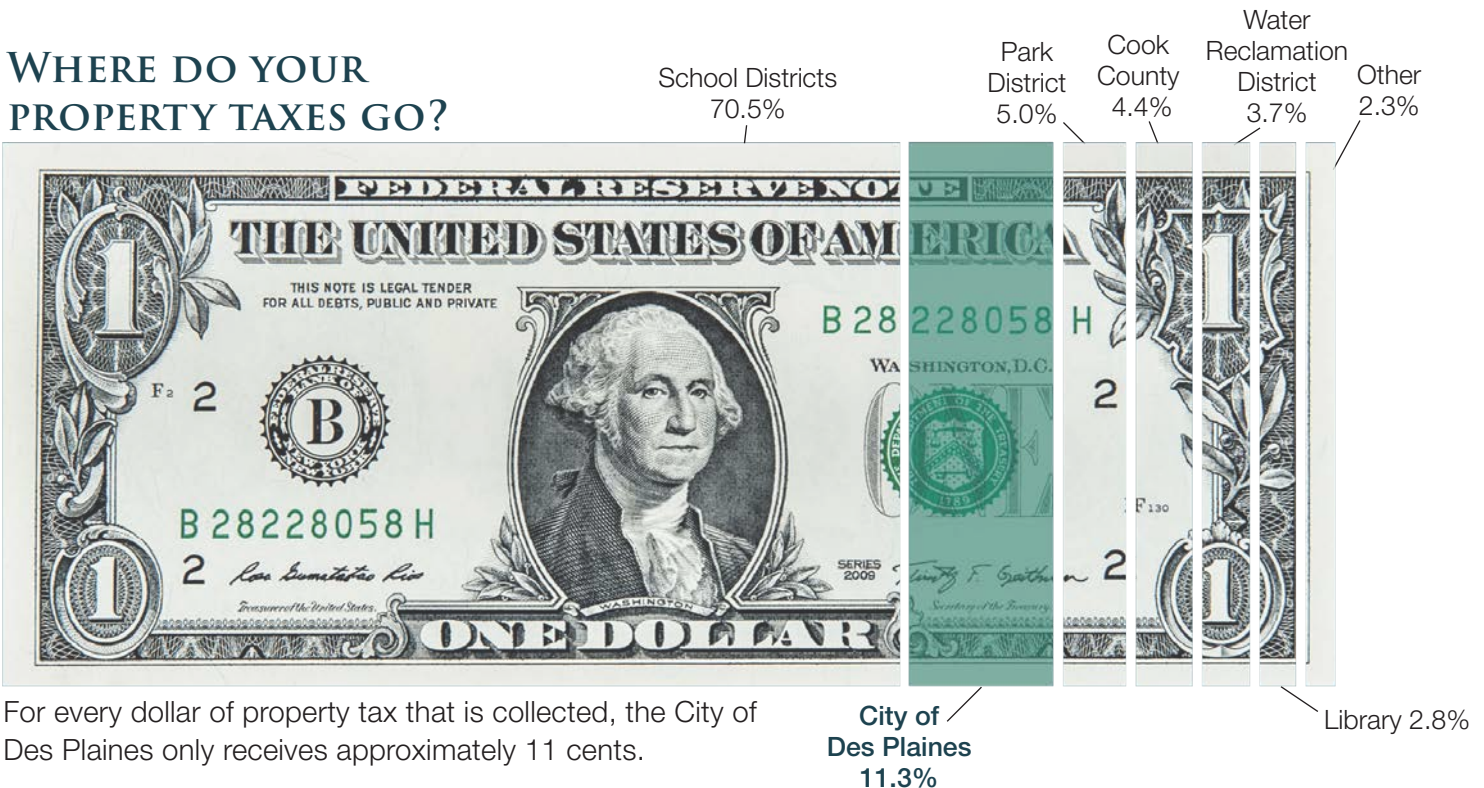 WHERE DO YOUR
PROPERTY TAXES GO?
School Districts
70.5%
Park
District
5.0%
Cook
County
4.4%
Water
Reclamation
District
3.7%
Other
2.3%
FEDERAL RESERVE NOTE
THE UNITED STATES OF AMERICA
1
1
THIS NOTE IS LEGAL TENDER
FOR ALL DEBTS, PUBLIC AND PRIVATE
B 28228058 H
WASHINGTON, D.C.
F2 2
B
2
B 28228058 H
F 130
2
2
SERIES
2009
Treasurer of the United States.
Secretary of the Treasury.
1789
WASHINGTON
1
1
ONE DOLLAR
For every dollar of property tax that is collected, the City of
Des Plaines only receives approximately 11 cents.
City of
Des Plaines
11.3%
Library 2.8%